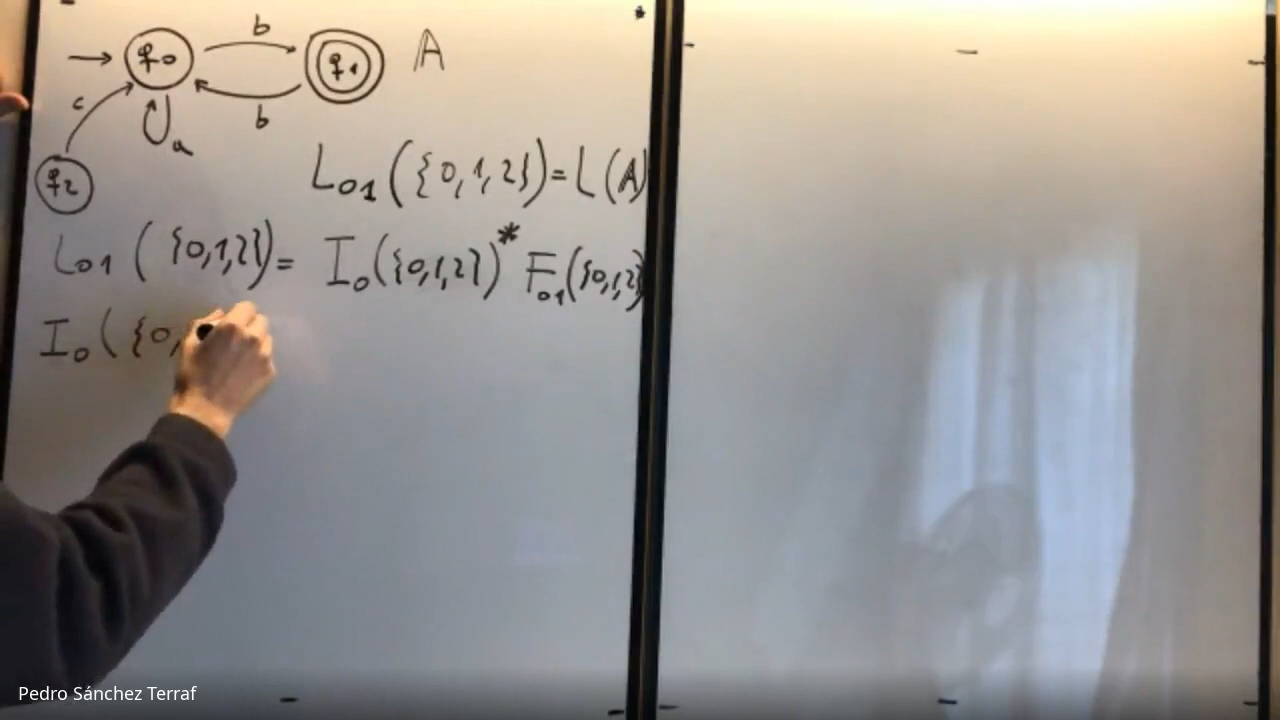 b
q₀ q₁ A
c
b
a
q₂
L₀₁({0,1,2})=L(A)
L₀₁({0,1,2})= I₀({0,1,2})* F₀₁({0,1,2})
I₀({0,
Pedro Sánchez Terraf